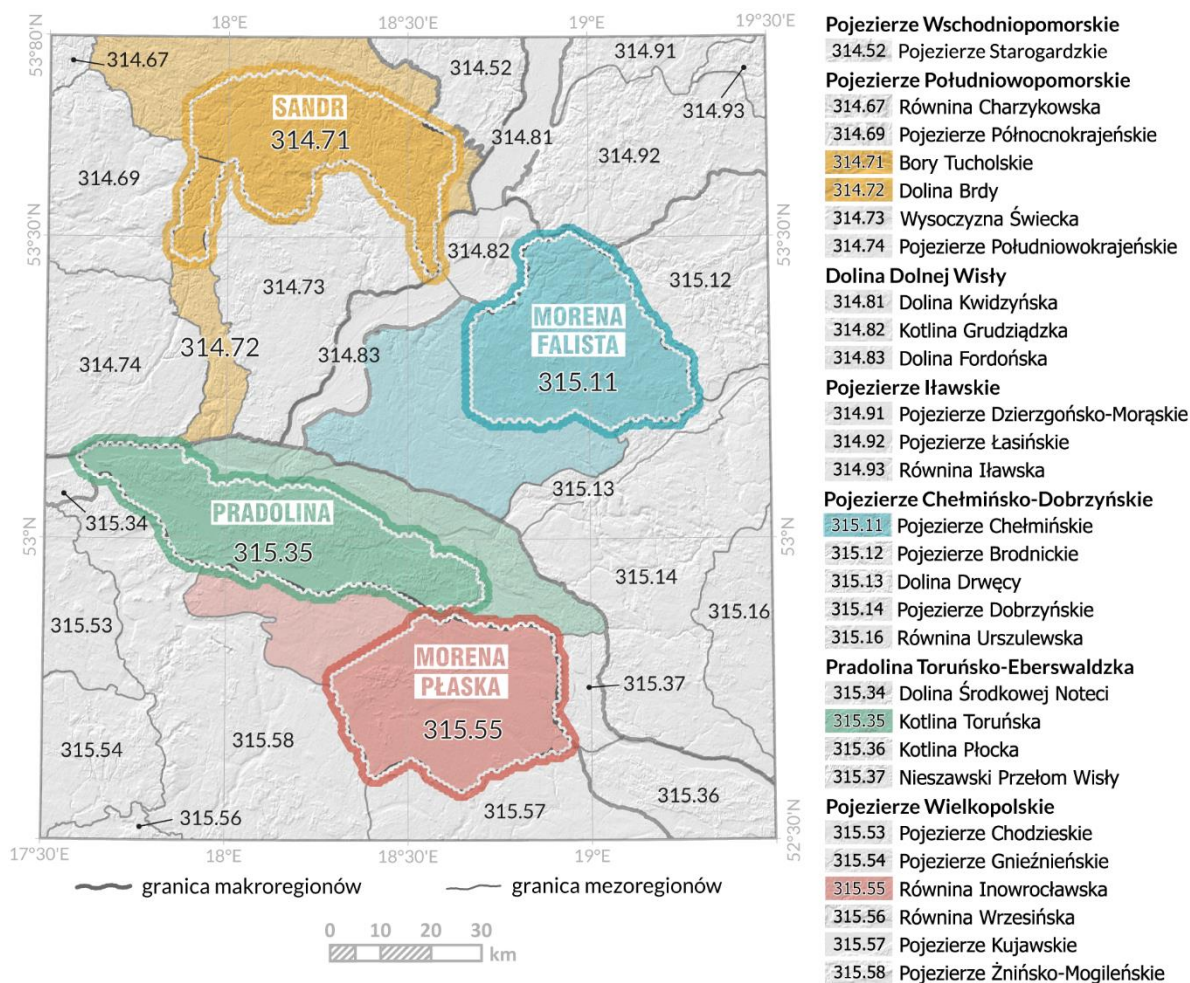 18°E
18°30'E
19°E
19°30'E
53°80'N
314.67
314.52
314.91
314.93
SANDR
314.71
314.81
314.92
314.69
53°30'N
53°30'N
314.82
314.73
315.12
MORENA
FALISTA
314.72
314.83
314.74
315.11
315.13
315.34
PRADOLINA
53°N
53°N
315.35
315.14
315.16
315.53
MORENA
PŁASKA
315.37
315.58
315.55
315.54
315.36
315.56
315.57
17°30'E
18°E
18°30'E
19°E
52°30'N
granica makroregionów
granica mezoregionów
0 10 20 30
km
Pojezierze Wschodniopomorskie
314.52 Pojezierze Starogardzkie
Pojezierze Południowopomorskie
314.67 Równina Charzykowska
314.69 Pojezierze Północnokrajeńskie
314.71 Bory Tucholskie
314.72 Dolina Brdy
314.73 Wysoczyzna Świecka
314.74 Pojezierze Południowokrajeńskie
Dolina Dolnej Wisły
314.81 Dolina Kwidzyńska
314.82 Kotlina Grudziądzka
314.83 Dolina Fordońska
Pojezierze Iławskie
314.91 Pojezierze Dzierzgońsko-Morąskie
314.92 Pojezierze Łasińskie
314.93 Równina Iławska
Pojezierze Chełmińsko-Dobrzyńskie
315.11 Pojezierze Chełmińskie
315.12 Pojezierze Brodnickie
315.13 Dolina Drwęcy
315.14 Pojezierze Dobrzyńskie
315.16 Równina Urszulewska
Pradolina Toruńsko-Eberswaldzka
315.34 Dolina Środkowej Noteci
315.35 Kotlina Toruńska
315.36 Kotlina Płocka
315.37 Nieszawski Przełom Wisły
Pojezierze Wielkopolskie
315.53 Pojezierze Chodzieskie
315.54 Pojezierze Gnieźnieńskie
315.55 Równina Inowrocławska
315.56 Równina Wrzesińska
315.57 Pojezierze Kujawskie
315.58 Pojezierze Żnińsko-Mogileńskie